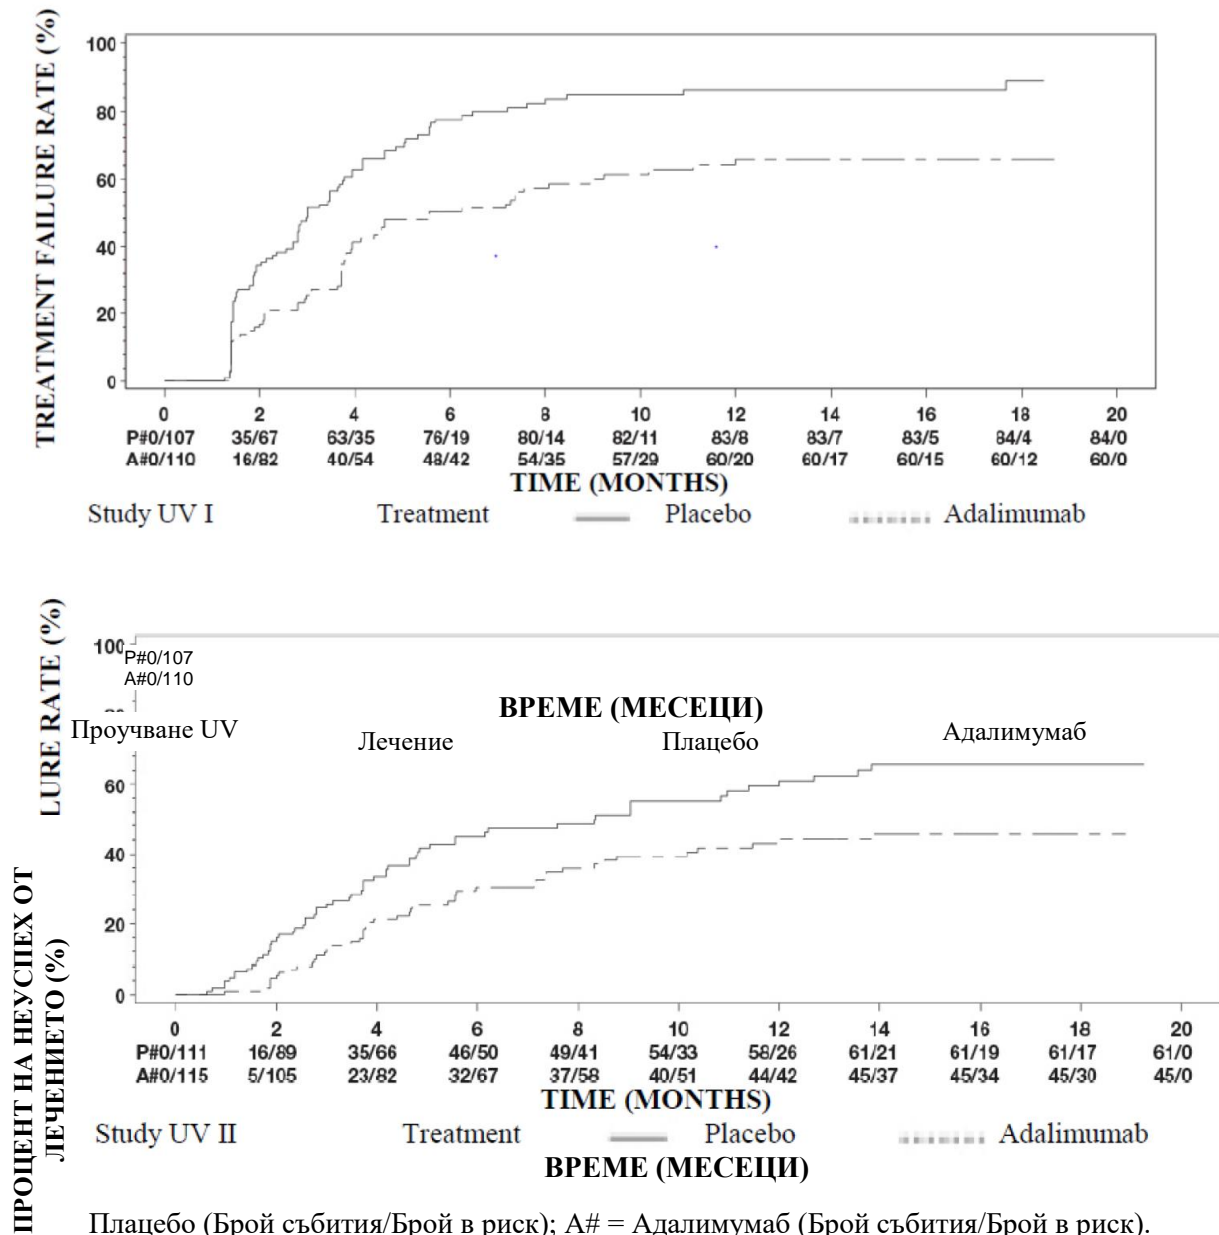 TREATMENT FAILURE RATE (%)
100
80
60
40
20
0
0 2 4 6 8 10 12 14 16 18 20
P#0/107 35/67 63/35 76/19 80/14 82/11 83/8 83/7 83/5 84/4 84/0
A#0/110 16/82 40/54 48/42 54/35 57/29 60/20 60/17 60/15 60/12 60/0
TIME (MONTHS)
Study UV I Treatment Placebo Adalimumab
LURE RATE (%)
100
P#0/107
A#0/110
ВРЕМЕ (МЕСЕЦИ)
Проучване UV Лечение Плацебо Адалимумаб
60
40
20
0
ПРОЦЕНТ НА НЕУСПЕХ ОТ
ЛЕЧЕНИЕТО (%)
0 2 4 6 8 10 12 14 16 18 20
P#0/111 16/89 35/66 46/50 49/41 54/33 58/26 61/21 61/19 61/17 61/0
A#0/115 5/105 23/82 32/67 37/58 40/51 44/42 45/37 45/34 45/30 45/0
TIME (MONTHS)
Study UV II Treatment Placebo Adalimumab
ВРЕМЕ (МЕСЕЦИ)
Плацебо (Брой събития/Брой в риск); A# = Адалимумаб (Брой събития/Брой в риск).